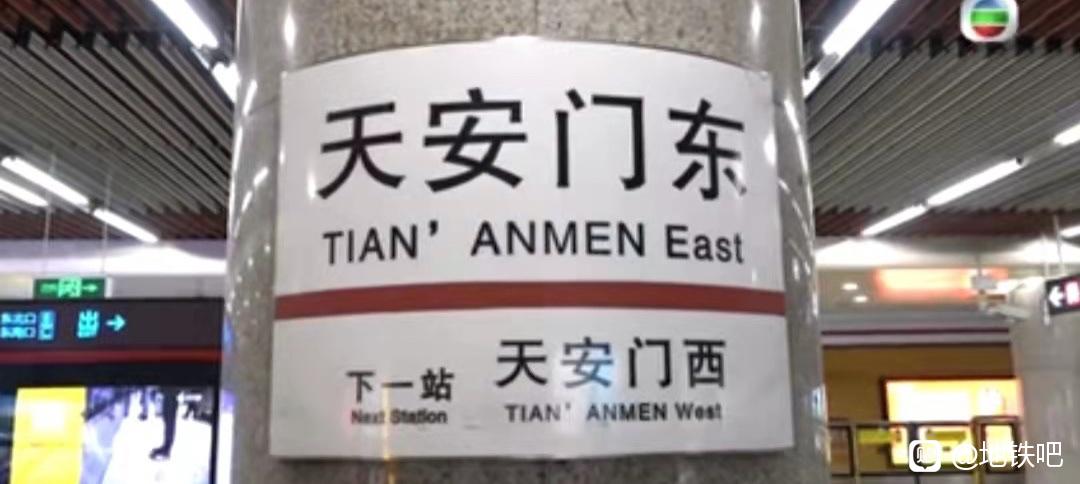 天安门东
TIAN’ANMEN East
下一站 天安门西
Next Station TIAN’ANMEN West
出
@地铁吧